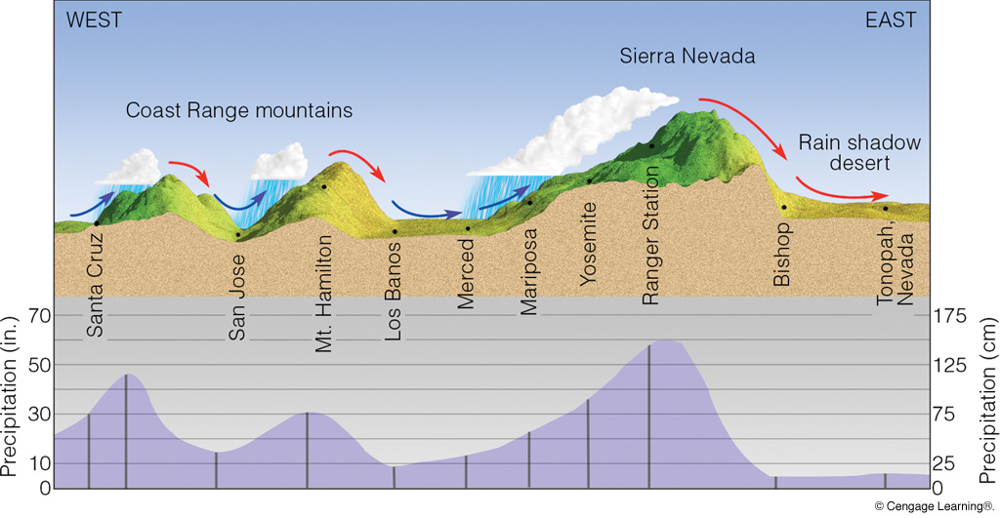 WEST
EAST
Sierra Nevada
Coast Range mountains
Rain shadow
desert
Santa Cruz
San Jose
Mt. Hamilton
Los Banos
Merced
Mariposa
Yosemite
Ranger Station
Bishop
Tonopah,
Nevada
Precipitation (in.)
70
50
30
10
0
175
125
75
25
0
Precipitation (cm)
© Cengage Learning®.